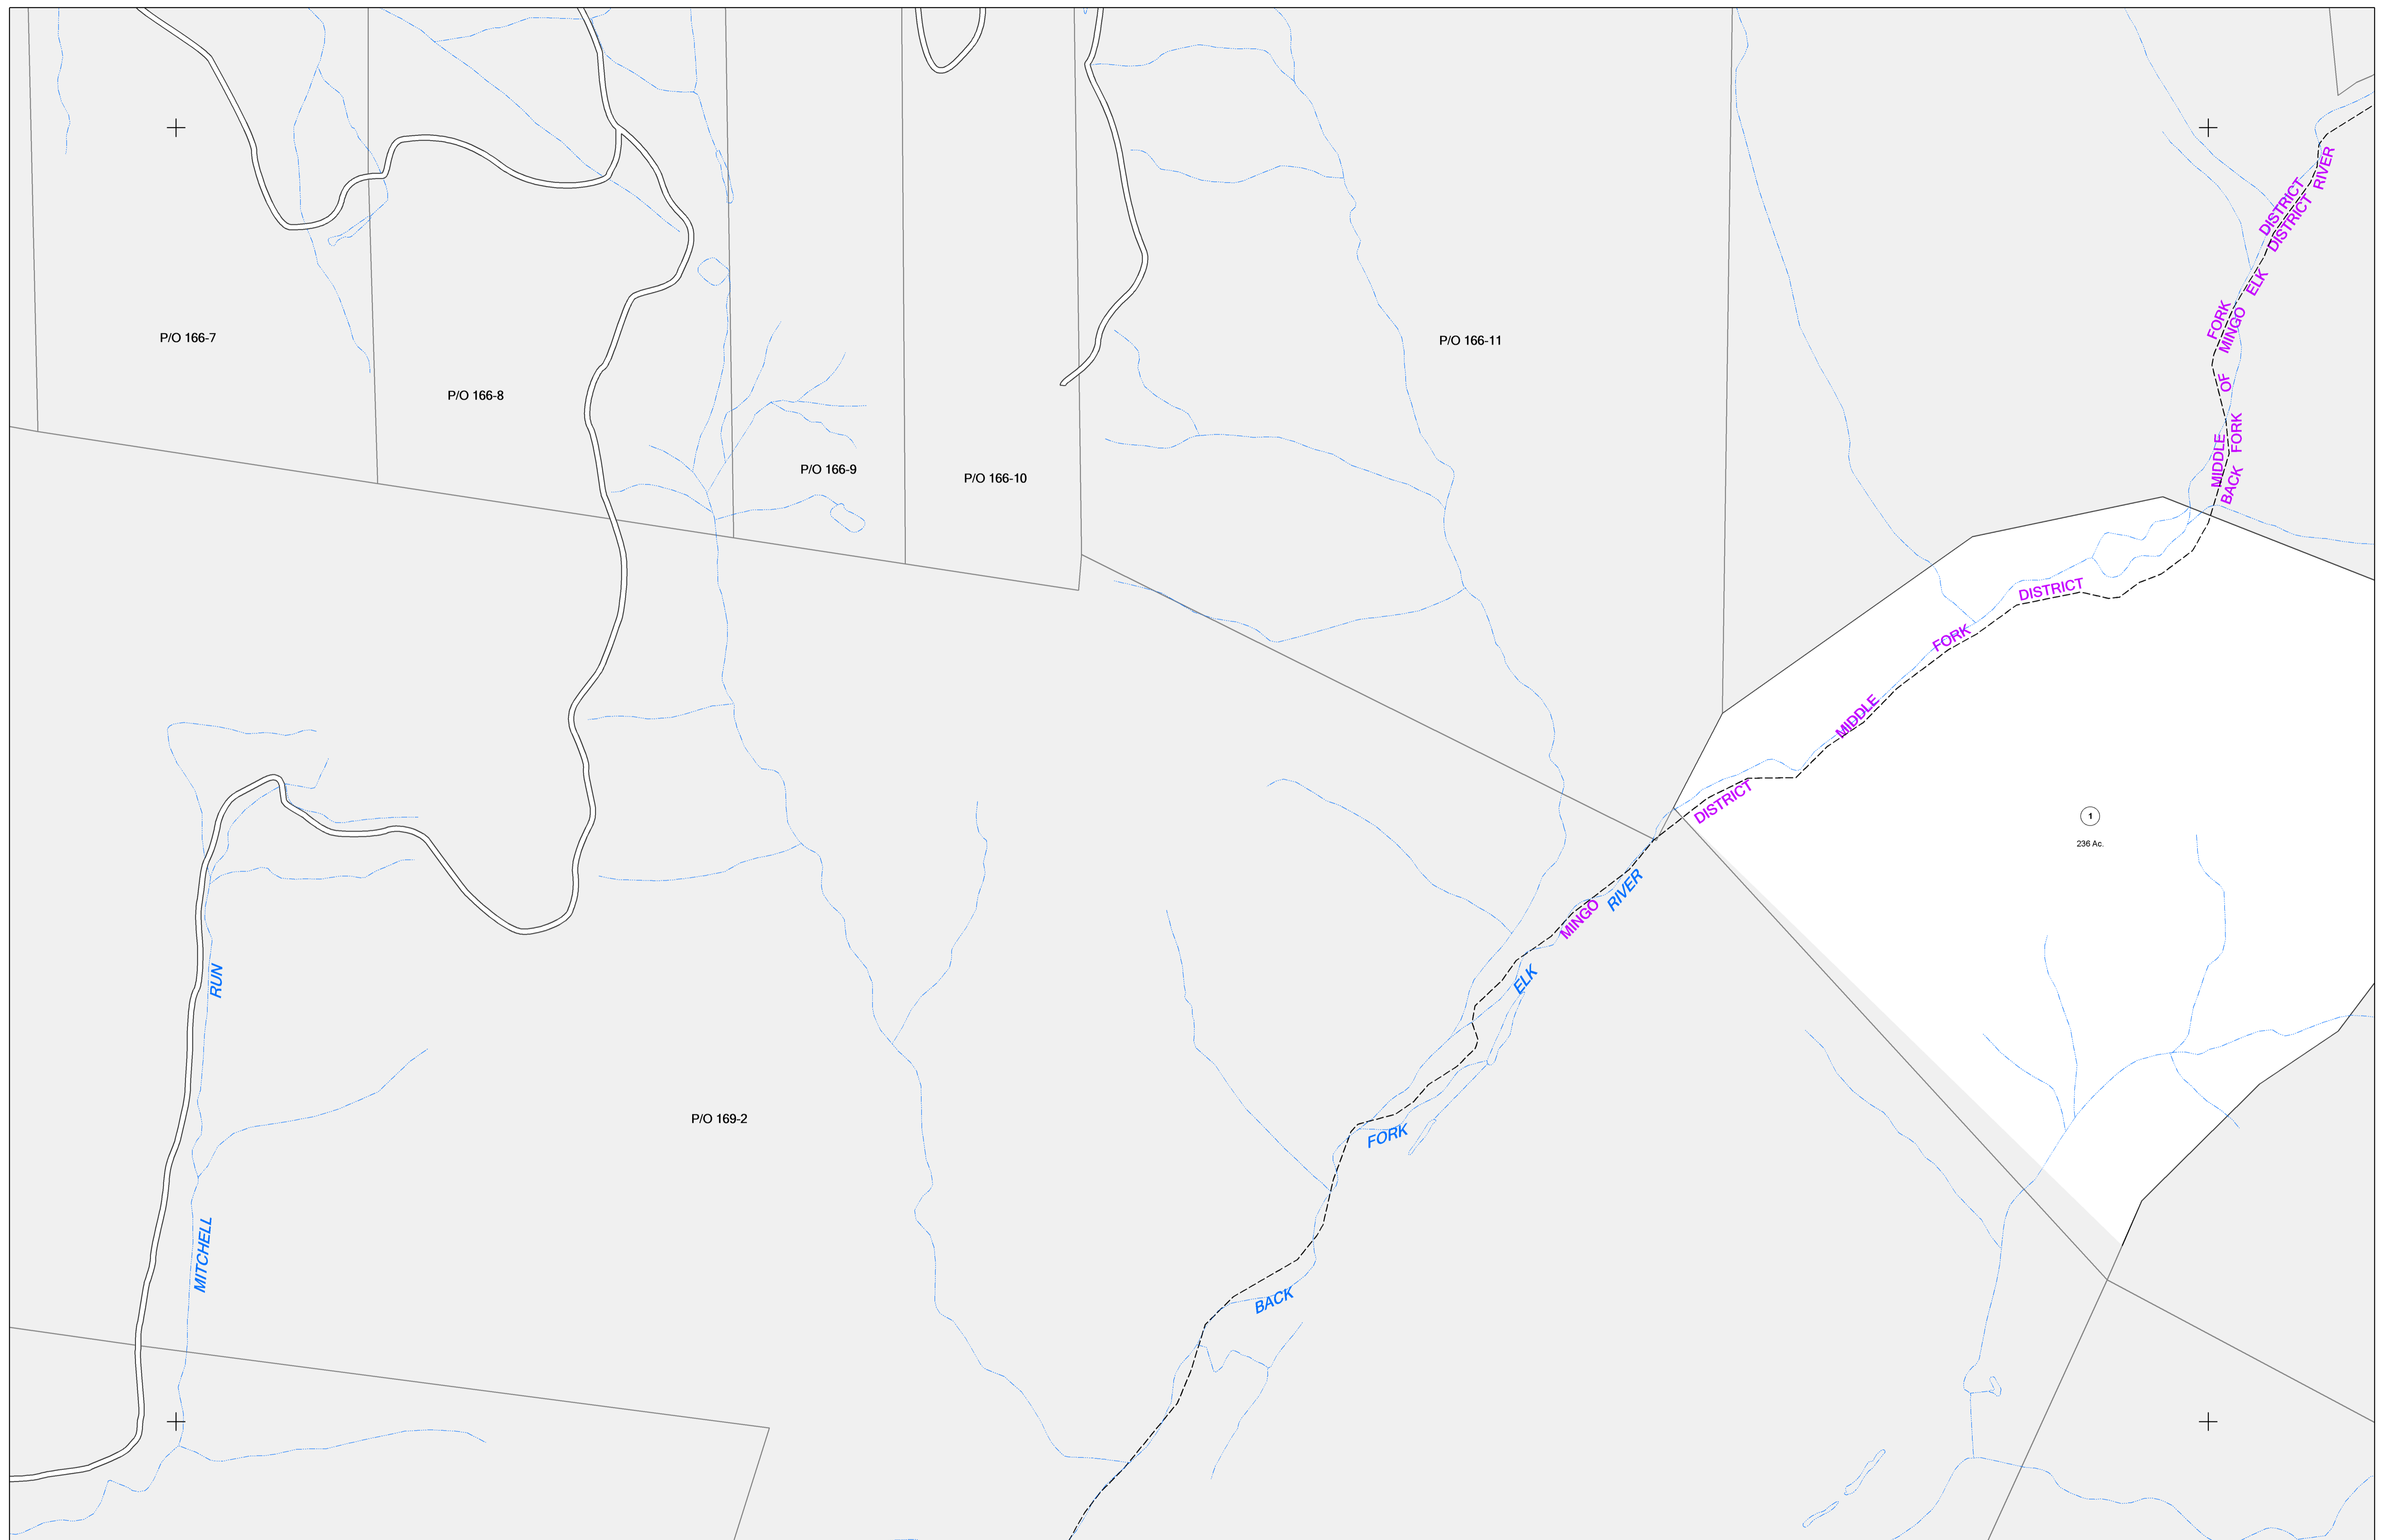 P/O 166-7
P/O 166-8
P/O 166-9
P/O 166-10
P/O 166-11
MIDDLE FORK DISTRICT
BACK FORK OF ELK RIVER
MINGO DISTRICT
MIDDLE FORK DISTRICT
MINGO DISTRICT
1
236 Ac.
BACK FORK ELK RIVER
P/O 169-2
MITCHELL RUN